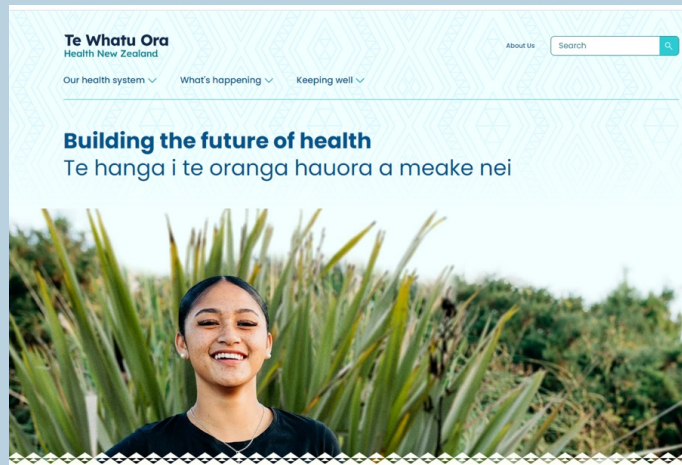 Te Whatu Ora
Health New Zealand
About Us
Search
Our health system
What's happening
Keeping well
Building the future of health
Te hanga i te oranga hauora a meake nei